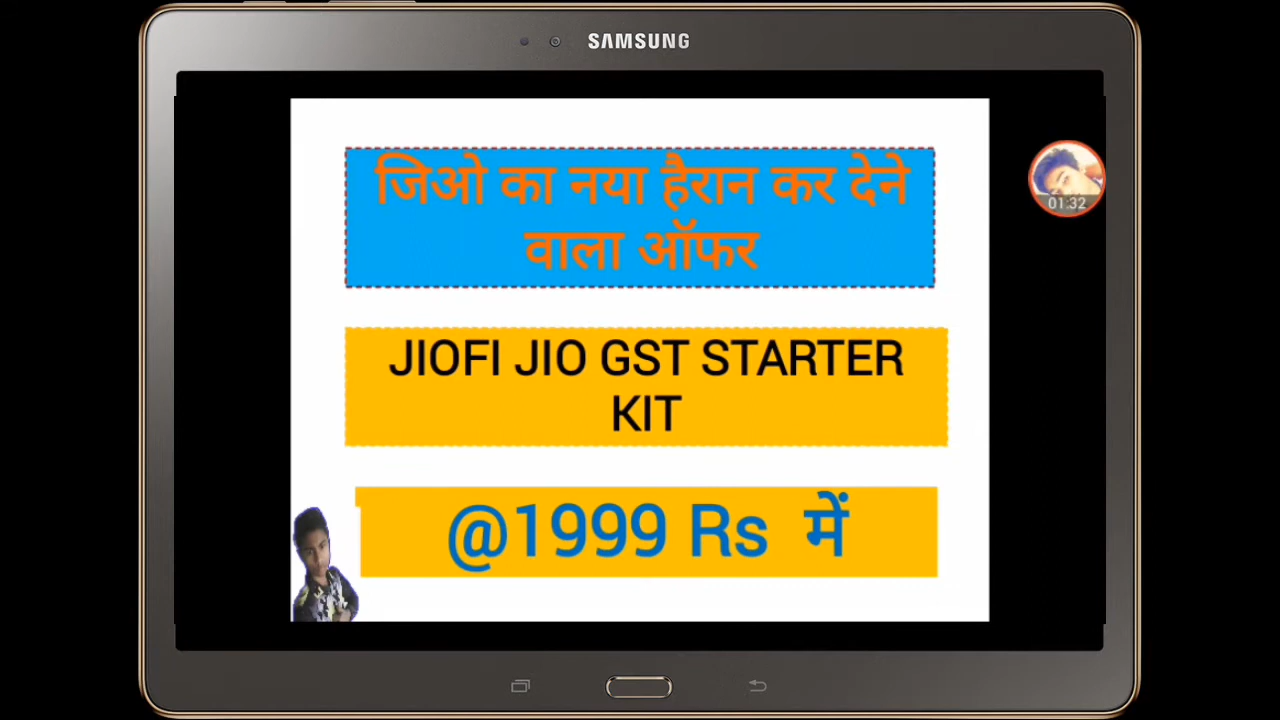 SAMSUNG
जिओ का नया हैरान कर देने
वाला ऑफर
01:32
JIOFI JIO GST STARTER
KIT
@1999 Rs में